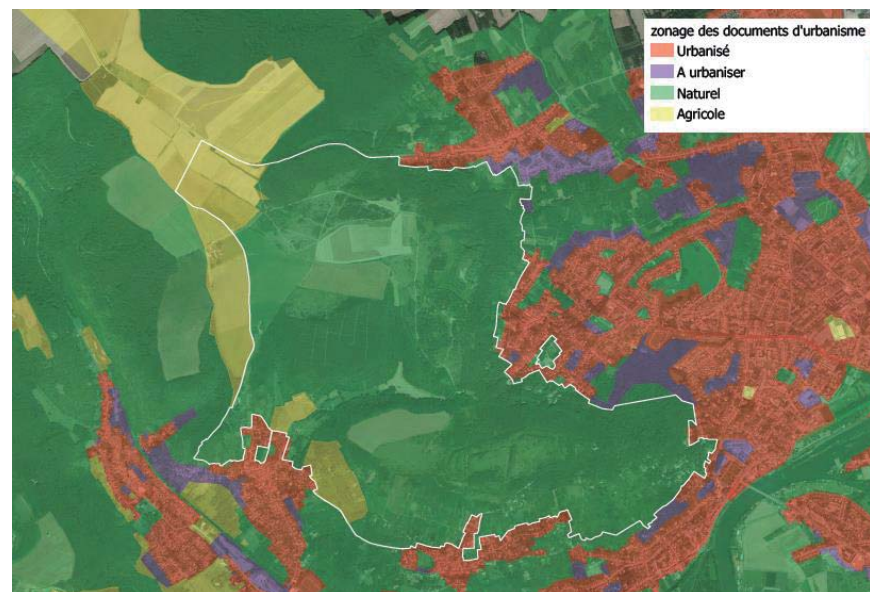 zonage des documents d'urbanisme
Urbanisé
A urbaniser
Naturel
Agricole